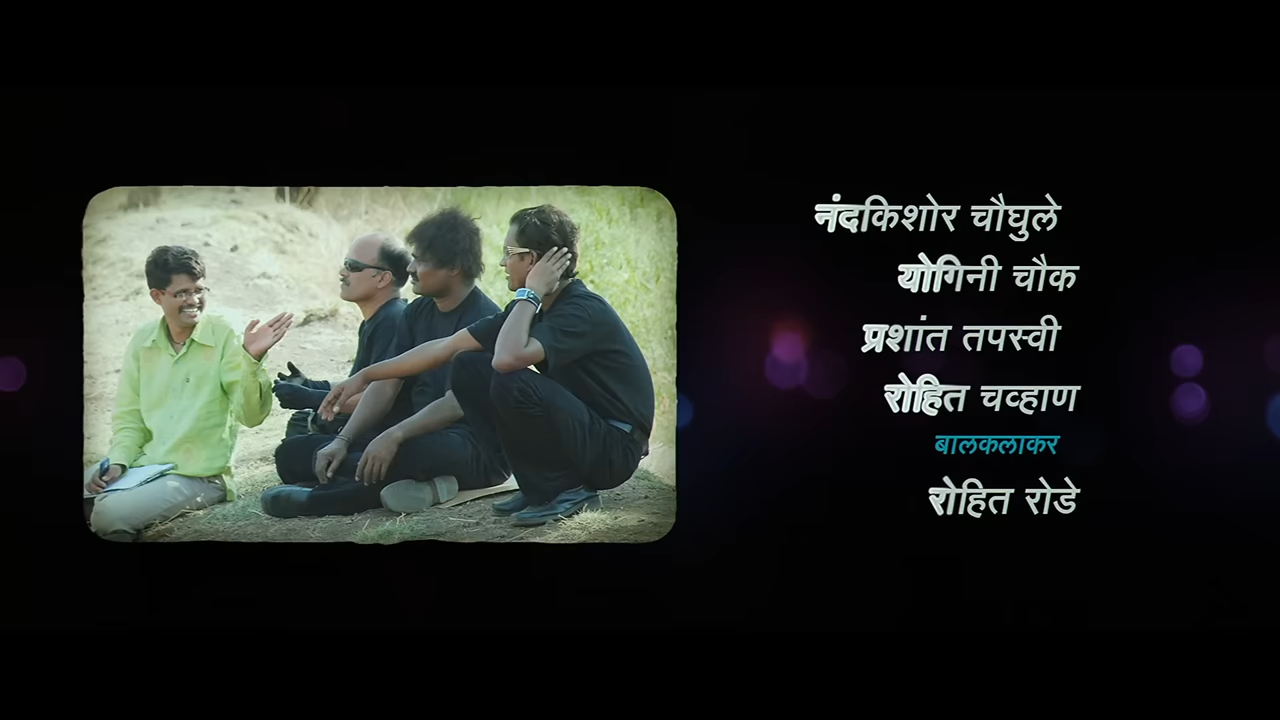 नंदकिशोर चौघुले
योगिनी चौक
प्रशांत तपस्वी
रोहित चव्हाण
बालकलाकर
रोहित रोडे